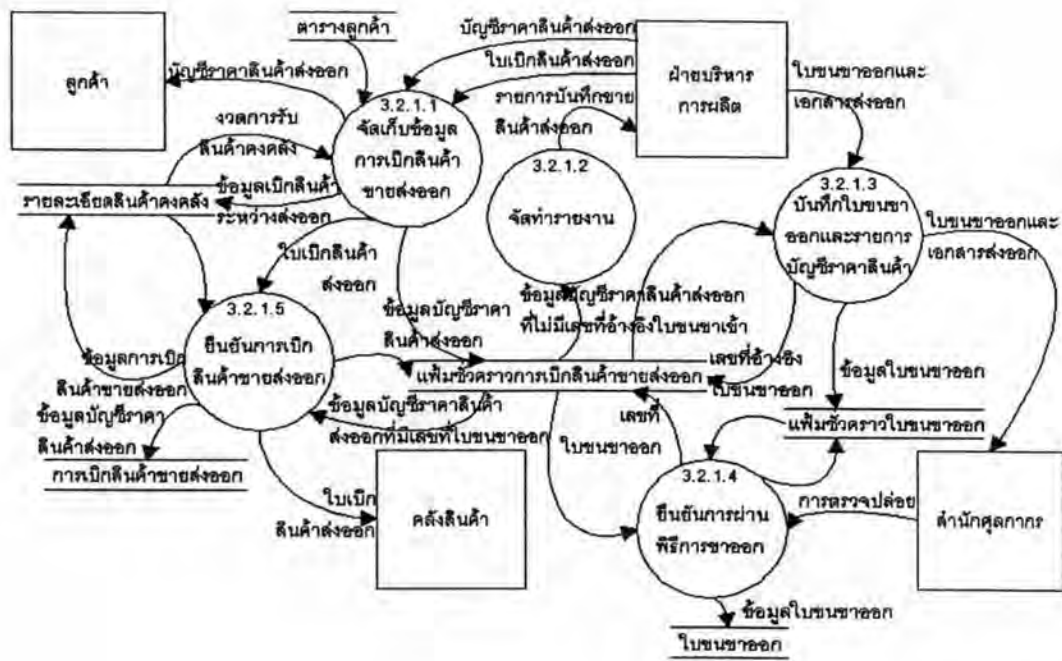 ตารางลูกค้า
บัญชีราคาสินค้าส่งออก
ใบเบิกสินค้าส่งออก
ลูกค้า
บัญชีราคาสินค้าส่งออก
ฝ่ายบริหาร
การผลิต
ใบขนขาออกและ
เอกสารส่งออก
รายการบันทึกขาย
สินค้าส่งออก
งวดการรับ
สินค้าคงคลัง
3.2.1.1
จัดเก็บข้อมูล
การเบิกสินค้า
ขายส่งออก
3.2.1.2
จัดทำรายงาน
3.2.1.3
บันทึกใบขนขา
ออกและรายการ
บัญชีราคาสินค้า
ใบขนขาออกและ
เอกสารส่งออก
ข้อมูลเบิกสินค้า
ระหว่างส่งออก
รายละเอียดสินค้าคงคลัง
ใบเบิกสินค้า
ส่งออก
ข้อมูลบัญชีราคา
สินค้าส่งออก
ข้อมูลบัญชีราคาสินค้าส่งออก
ที่ไม่มีเลขที่อ้างอิงใบขนขาเข้า
3.2.1.5
ยืนยันการเบิก
สินค้าขายส่งออก
แฟ้มชั่วคราวการเบิกสินค้าขายส่งออก
เลขที่อ้างอิง
ใบขนขาออก
ข้อมูลใบขนขาออก
ข้อมูลการเบิก
สินค้าขายส่งออก
ข้อมูลบัญชีราคา
สินค้าส่งออก
การเบิกสินค้าขายส่งออก
ข้อมูลบัญชีราคาสินค้า
ส่งออกที่มีเลขที่ใบขนขาออก
เลขที่
ใบขนขาออก
แฟ้มชั่วคราวใบขนขาออก
ใบเบิก
สินค้าส่งออก
คลังสินค้า
3.2.1.4
ยืนยันการผ่าน
พิธีการขาออก
การตรวจปล่อย
สำนักศุลกากร
ข้อมูลใบขนขาออก
ใบขนขาออก